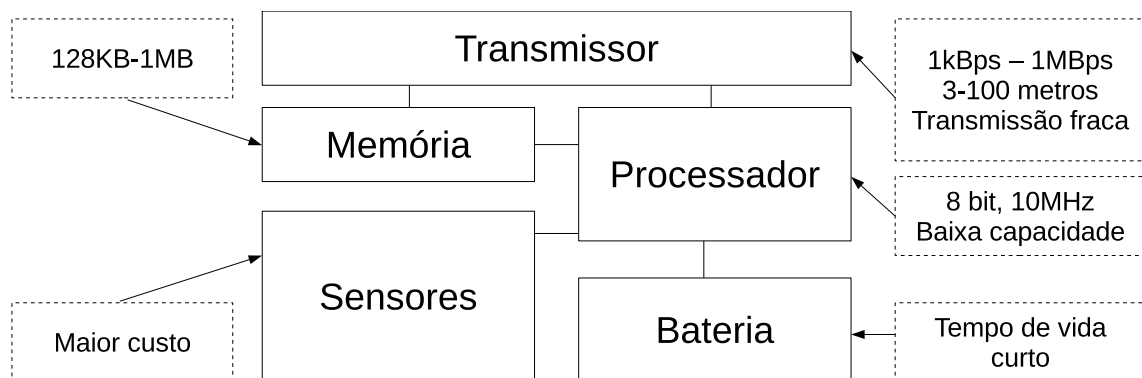 128KB-1MB
Transmissor
1kBps – 1MBps
3-100 metros
Transmissão fraca
Memória
Processador
8 bit, 10MHz
Baixa capacidade
Sensores
Maior custo
Bateria
Tempo de vida
curto